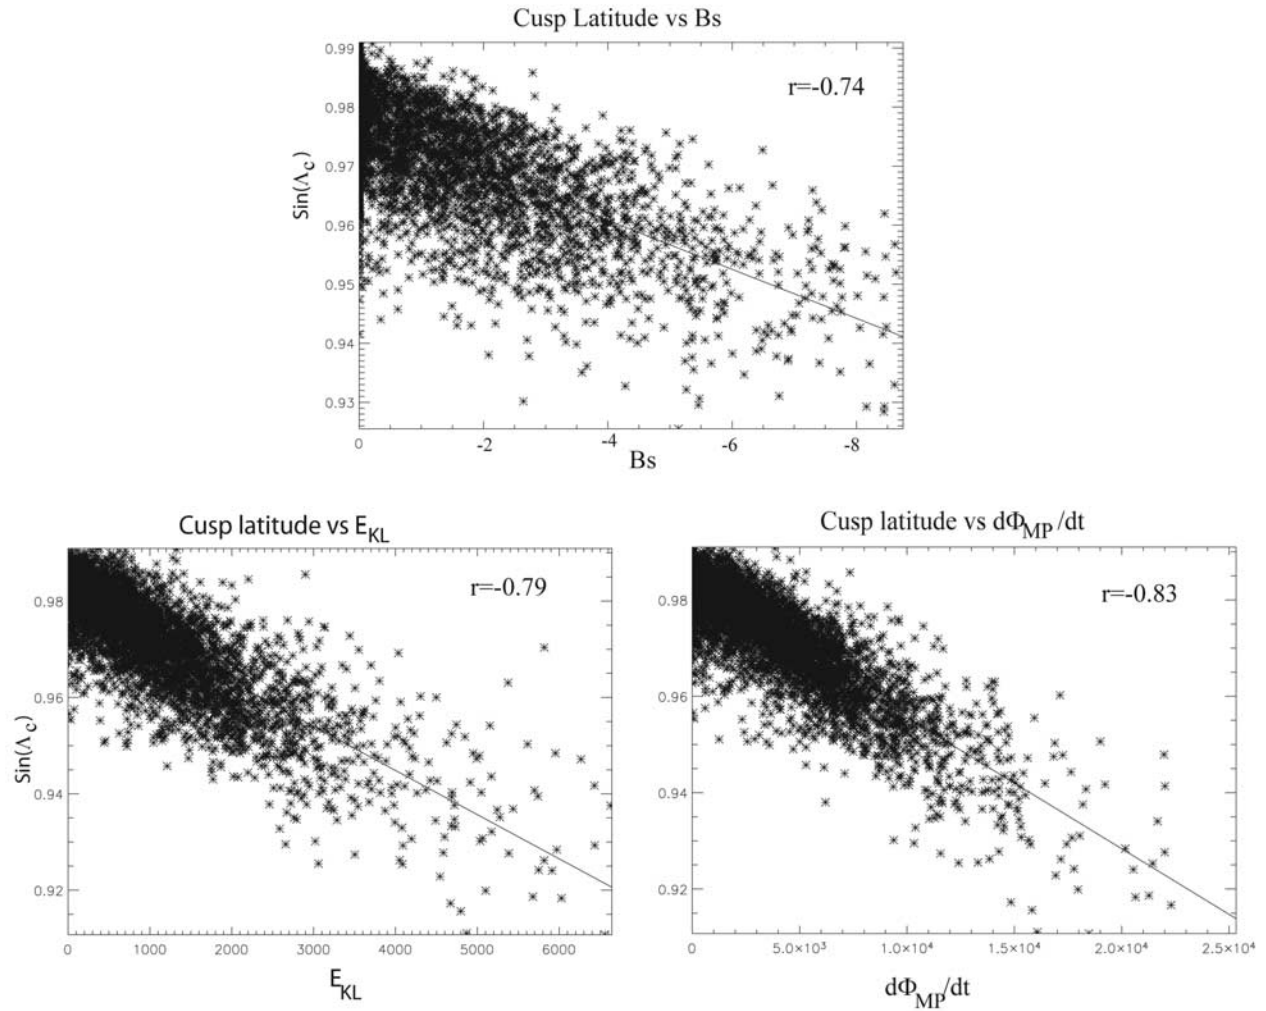 Cusp Latitude vs Bs
0.99
r=-0.74
0.98
0.97
Sin(Λc)
0.96
0.95
0.94
0.93
0 -2 -4 -6 -8
Bs
Cusp latitude vs EKL
r=-0.79
0.98
0.96
Sin(Λc)
0.94
0.92
0 1000 2000 3000 4000 5000 6000
EKL
Cusp latitude vs dΦMP/dt
r=-0.83
0.98
0.96
0.94
0.92
0 5.0×10³ 1.0×10⁴ 1.5×10⁴ 2.0×10⁴ 2.5×10⁴
dΦMP/dt